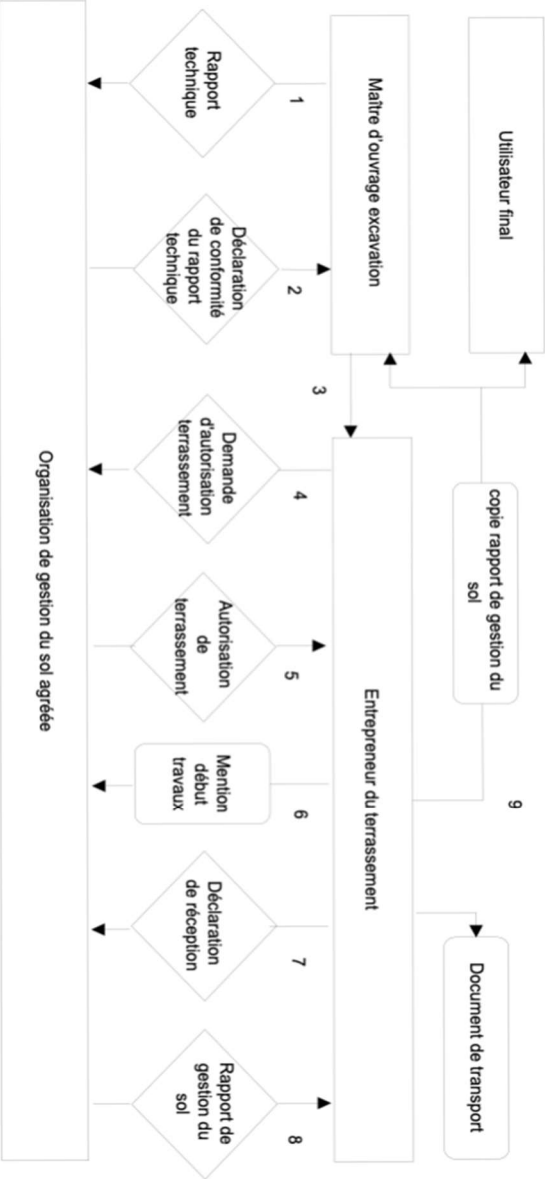 Utilisateur final
copie rapport de gestion du
sol
9
Document de transport
Maître d'ouvrage excavation
3
Entrepreneur du terrassement
1
2
4
5
6
7
8
Rapport
technique
Déclaration
de conformité
du rapport
technique
Demande
d'autorisation
terrassement
Autorisation
de
terrassement
Mention
début
travaux
Déclaration
de réception
Rapport de
gestion du
sol
Organisation de gestion du sol agréée